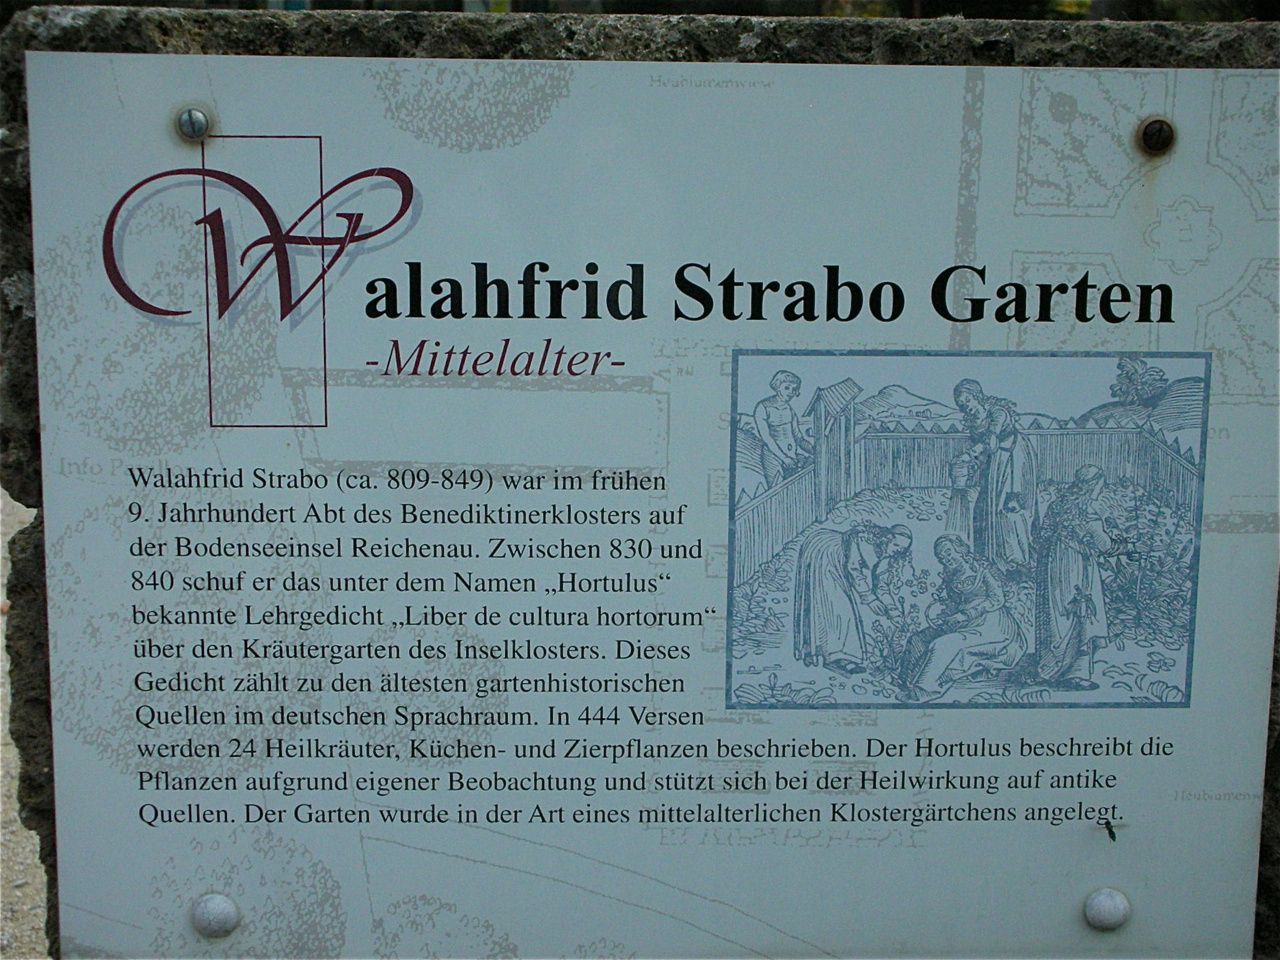 Heublumenwiese
Walahfrid Strabo Garten
-Mittelalter-
Walahfrid Strabo (ca. 809-849) war im frühen
9. Jahrhundert Abt des Benediktinerklosters auf
der Bodenseeinsel Reichenau. Zwischen 830 und
840 schuf er das unter dem Namen „Hortulus“
bekannte Lehrgedicht „Liber de cultura hortorum“
über den Kräutergarten des Inselklosters. Dieses
Gedicht zählt zu den ältesten gartenhistorischen
Quellen im deutschen Sprachraum. In 444 Versen
werden 24 Heilkräuter, Küchen- und Zierpflanzen beschrieben. Der Hortulus beschreibt die
Pflanzen aufgrund eigener Beobachtung und stützt sich bei der Heilwirkung auf antike
Quellen. Der Garten wurde in der Art eines mittelalterlichen Klostergärtchens angelegt.